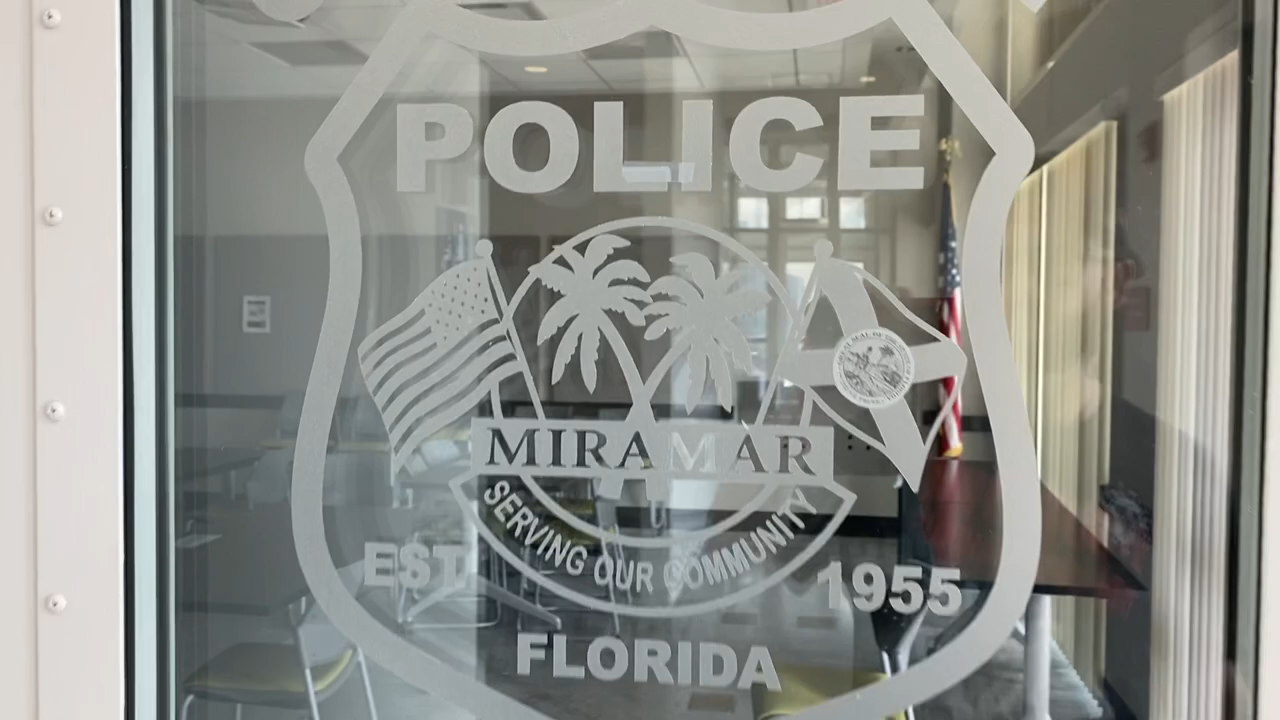 POLICE
MIRAMAR
SERVING OUR COMMUNITY
EST 1955
FLORIDA